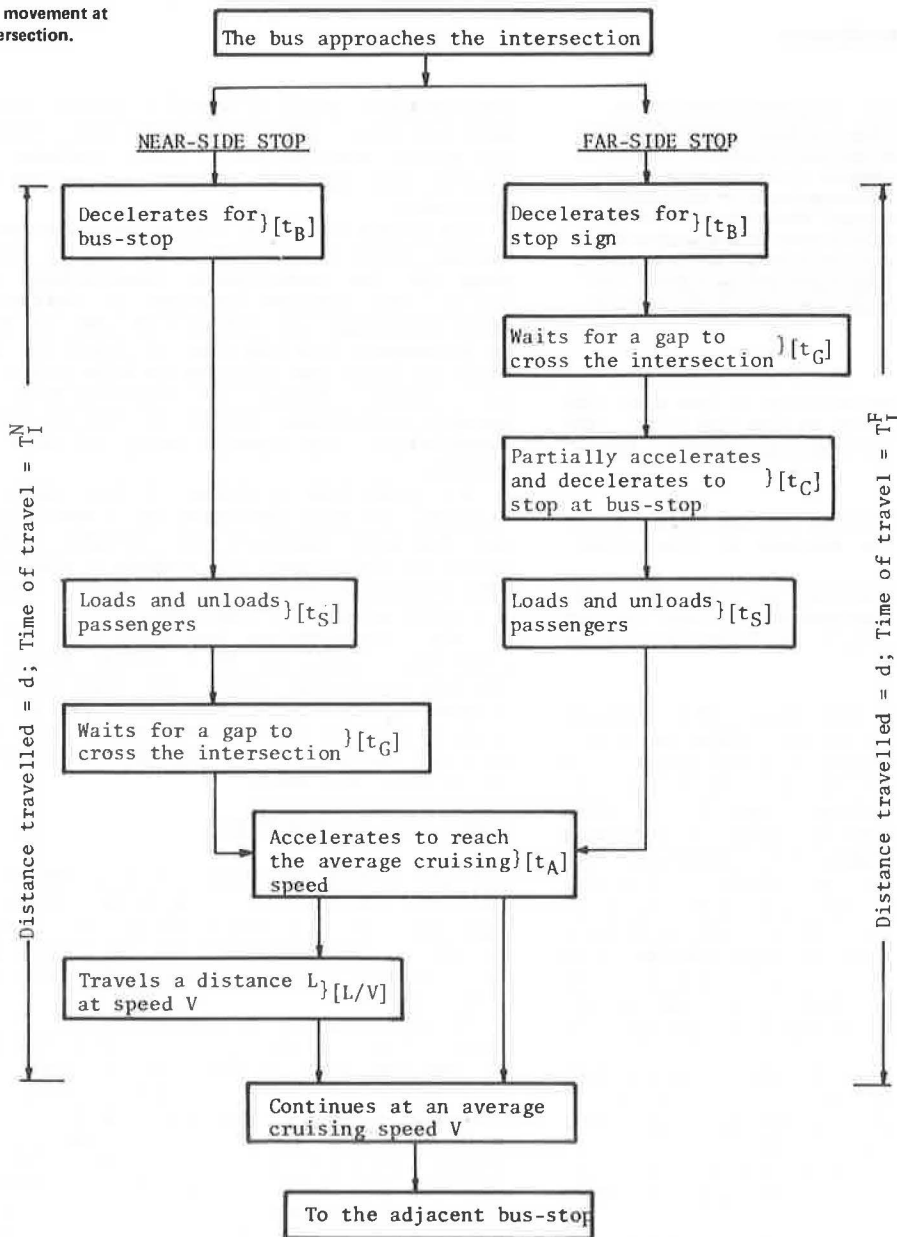 movement at
ersection.
The bus approaches the intersection
NEAR-SIDE STOP
FAR-SIDE STOP
Decelerates for
bus-stop }[t_B]
Decelerates for
stop sign }[t_B]
Waits for a gap to
cross the intersection }[t_G]
Partially accelerates
and decelerates to }[t_C]
stop at bus-stop
Loads and unloads
passengers }[t_S]
Loads and unloads
passengers }[t_S]
Waits for a gap to
cross the intersection }[t_G]
Accelerates to reach
the average cruising }[t_A]
speed
Travels a distance L
at speed V }[L/V]
Continues at an average
cruising speed V
To the adjacent bus-stop
Distance travelled = d; Time of travel = T_I^N
Distance travelled = d; Time of travel = T_I^F